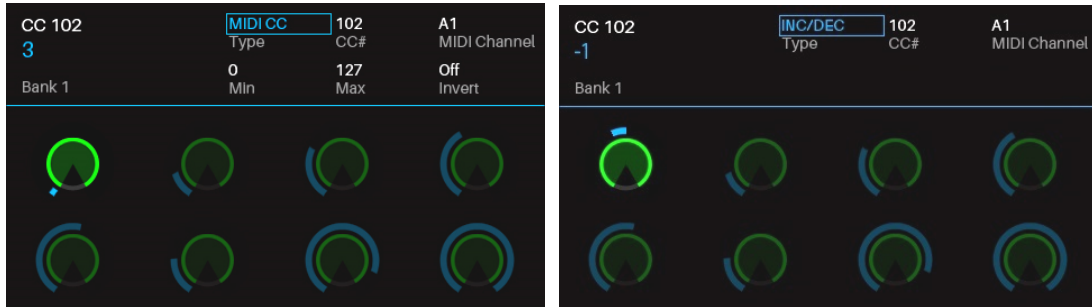 CC 102 MIDI CC 102 A1
3 Type CC# MIDI Channel
0 127 Off
Bank 1 Min Max Invert
CC 102 INC/DEC 102 A1
-1 Type CC# MIDI Channel
Bank 1